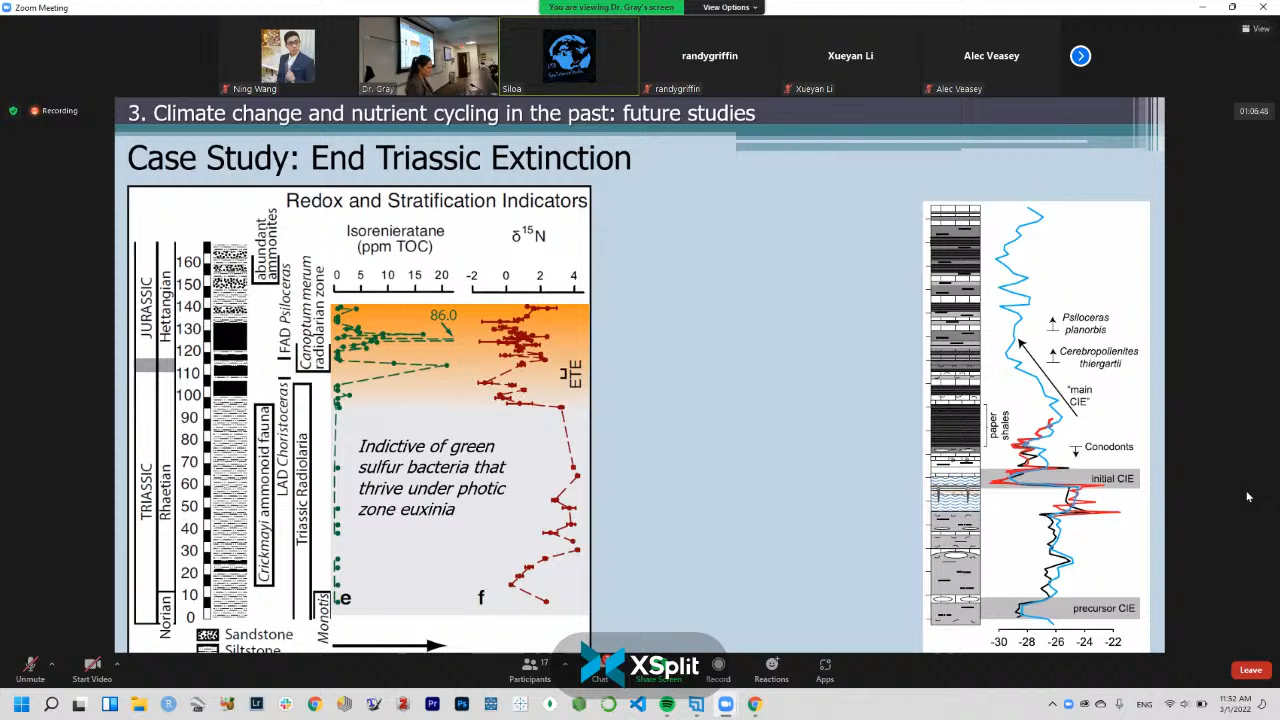 Zoom Meeting
You are viewing Dr. Gray's screen
View Options
View
Ning Wang
Dr. Gray
Siloa
randygriffin
randygriffin
Xueyan Li
Xueyan Li
Alec Veasey
Alec Veasey
Recording
01:06:48
3. Climate change and nutrient cycling in the past: future studies
Case Study: End Triassic Extinction
Redox and Stratification Indicators
Isorenieratane
(ppm TOC)
δ15N
0 5 10 15 20
-2 0 2 4
86.0
ETE
Indictive of green
sulfur bacteria that
thrive under photic
zone euxinia
e
f
JURASSIC
TRIASSIC
Hettangian
Rhaetian
Norian
160
150
140
130
120
110
100
90
80
70
60
50
40
30
20
10
0
abundant
ammonites
FAD Psiloceras
Canoptum merum
radiolarian zone
LAD Choristoceras
Crickmayi ammonoid fauna
Triassic Radiolaria
Monotis
Sandstone
Siltstone
Psiloceras
planorbis
Cerebropollenites
thiergartii
"main
CIE"
paper
shales
Conodonts
initial CIE
precursor CIE
-30 -28 -26 -24 -22
XSplit
Unmute
Start Video
17
Participants
Chat
Share Screen
Record
Reactions
Apps
Leave
ENG
11:52 AM
3/1/2022